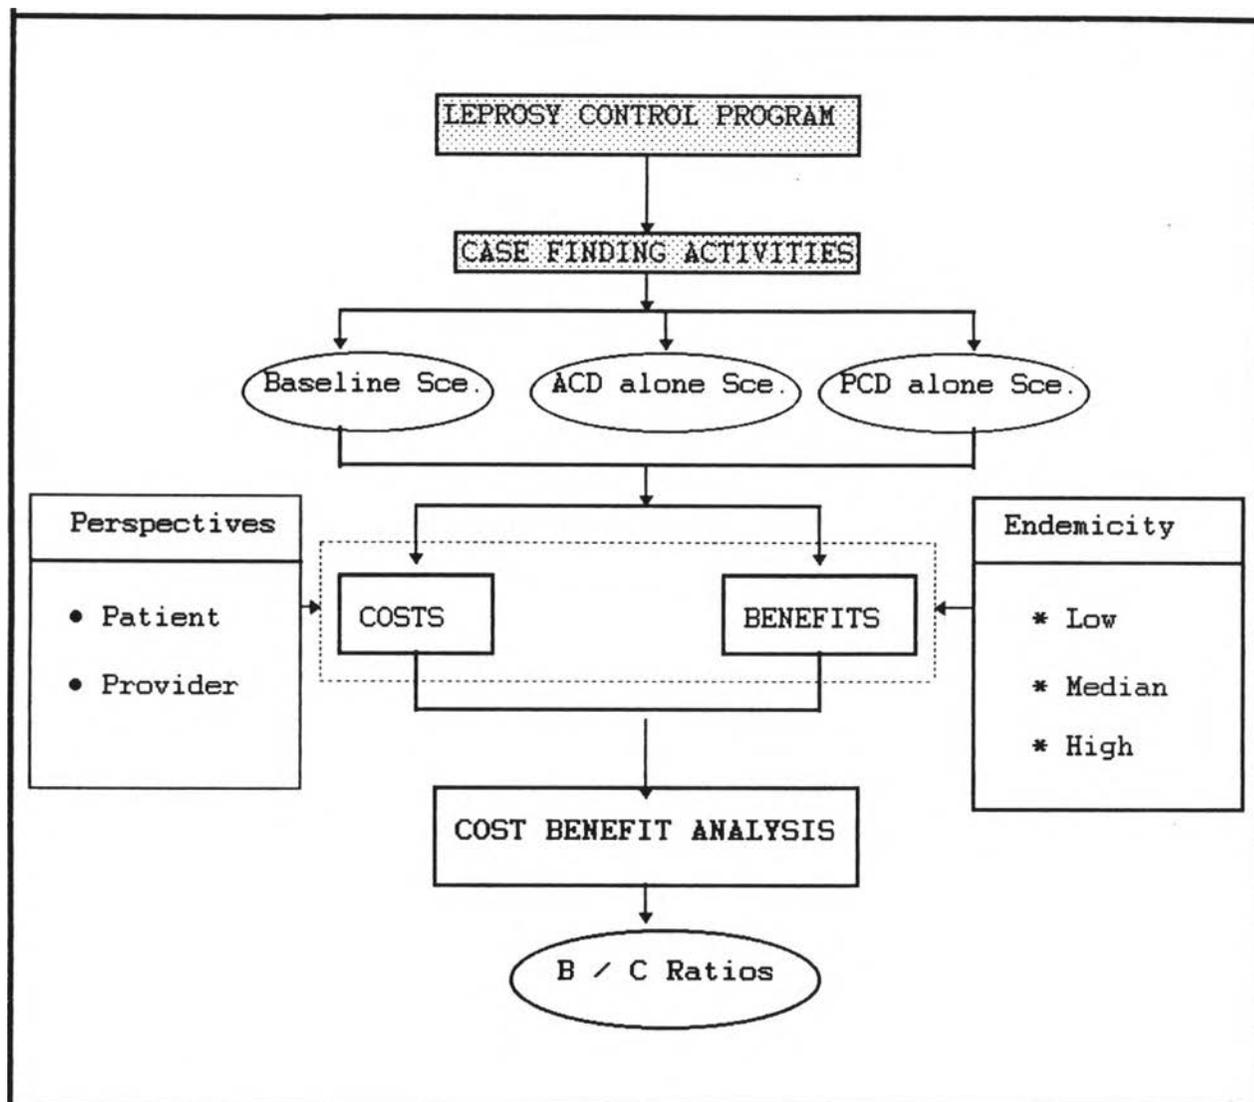 LEPROSY CONTROL PROGRAM
CASE FINDING ACTIVITIES
Baseline Sce.
ACD alone Sce.
PCD alone Sce.
Perspectives
• Patient
• Provider
COSTS
BENEFITS
Endemicity
* Low
* Median
* High
COST BENEFIT ANALYSIS
B / C Ratios